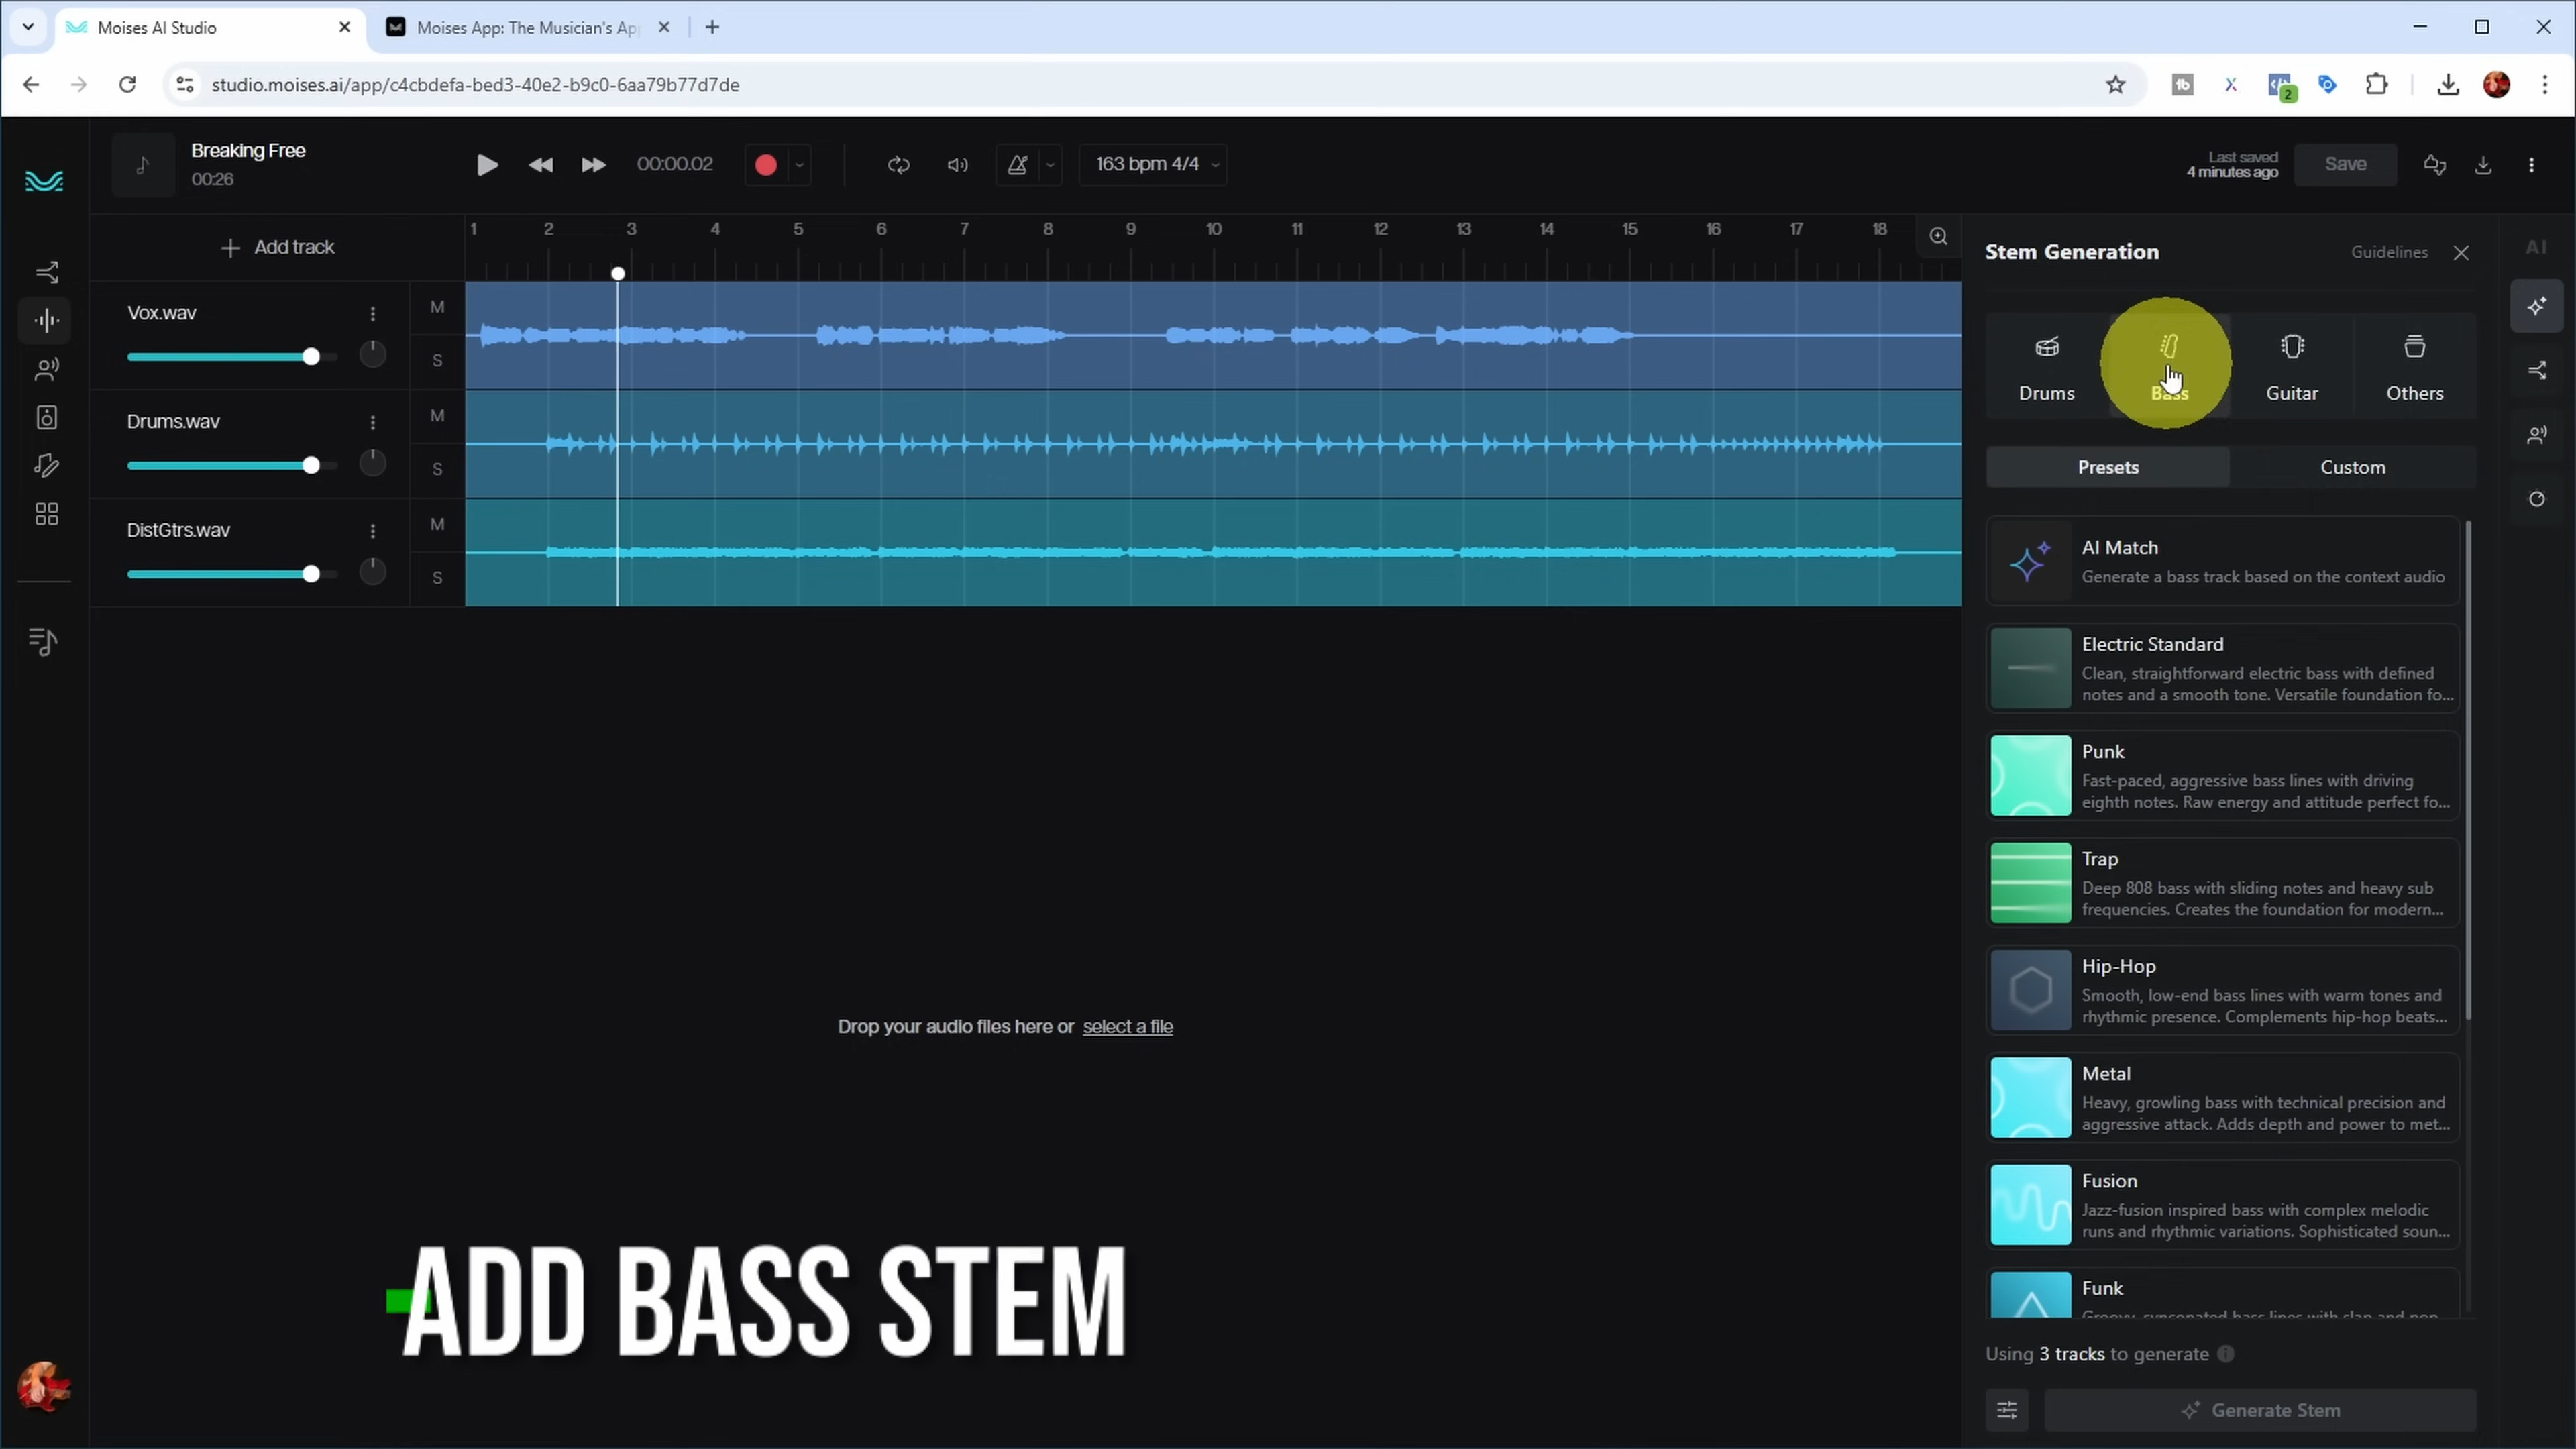 Moises AI Studio
Moises App: The Musician's Ap
studio.moises.ai/app/c4cbdefa-bed3-40e2-b9c0-6aa79b77d7de
2
Breaking Free
00:26
00:00.02
163 bpm 4/4
Last saved
4 minutes ago
Save
Add track
1 2 3 4 5 6 7 8 9 10 11 12 13 14 15 16 17 18
Vox.wav
M
S
Drums.wav
M
S
DistGtrs.wav
M
S
Drop your audio files here or select a file
ADD BASS STEM
Stem Generation
Guidelines
AI
Drums
Bass
Guitar
Others
Presets
Custom
AI Match
Generate a bass track based on the context audio
Electric Standard
Clean, straightforward electric bass with defined
notes and a smooth tone. Versatile foundation fo...
Punk
Fast-paced, aggressive bass lines with driving
eighth notes. Raw energy and attitude perfect fo...
Trap
Deep 808 bass with sliding notes and heavy sub
frequencies. Creates the foundation for modern...
Hip-Hop
Smooth, low-end bass lines with warm tones and
rhythmic presence. Complements hip-hop beats...
Metal
Heavy, growling bass with technical precision and
aggressive attack. Adds depth and power to met...
Fusion
Jazz-fusion inspired bass with complex melodic
runs and rhythmic variations. Sophisticated soun...
Funk
Groovy, syncopated bass lines with slap and pop
Using 3 tracks to generate
Generate Stem